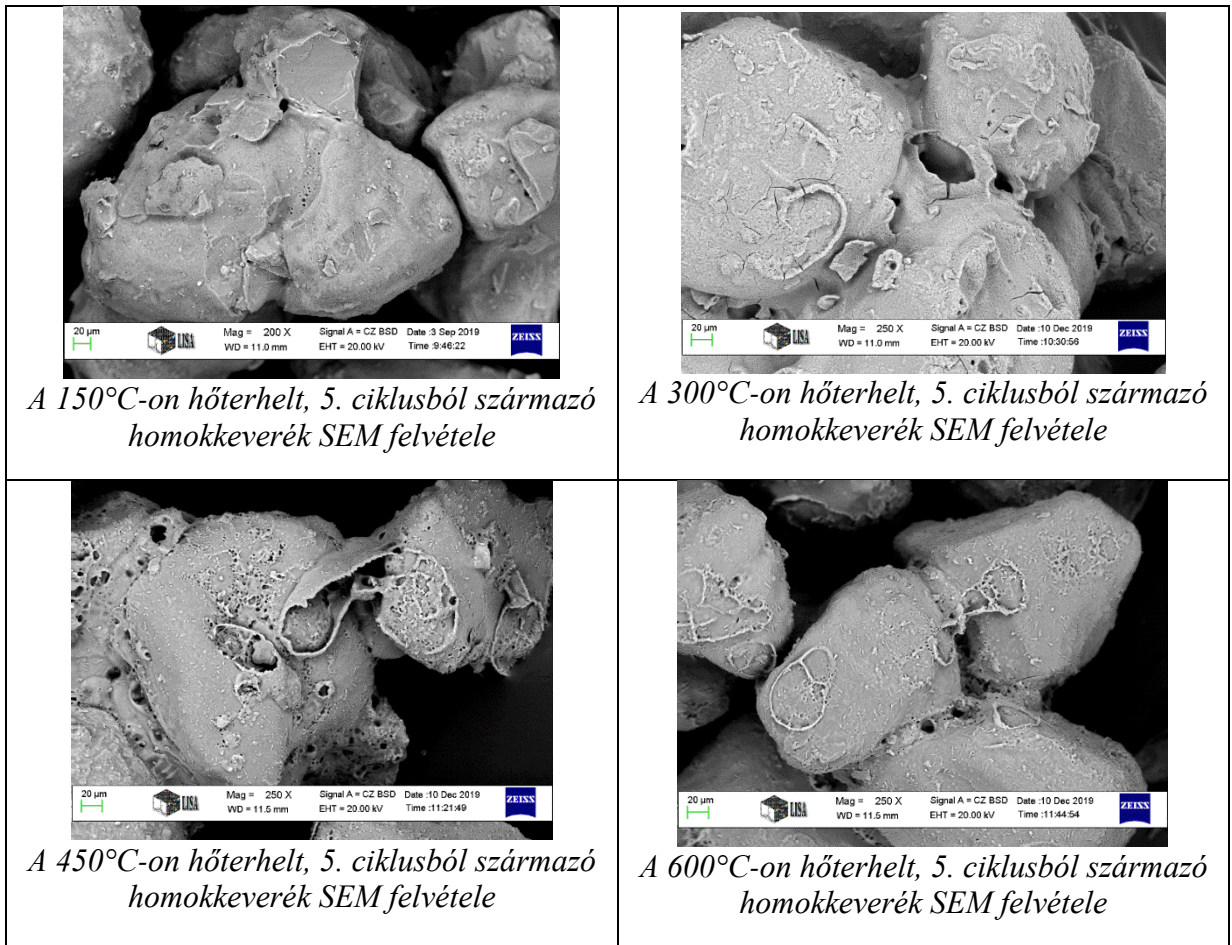 20 µm
LISA
Mag = 200 X Signal A = CZ BSD Date :3 Sep 2019
WD = 11.0 mm EHT = 20.00 kV Time :9:46:22
ZEISS
A 150°C-on hőterhelt, 5. ciklusból származó
homokkeverék SEM felvétele
20 µm
LISA
Mag = 250 X Signal A = CZ BSD Date :10 Dec 2019
WD = 11.0 mm EHT = 20.00 kV Time :10:30:56
ZEISS
A 300°C-on hőterhelt, 5. ciklusból származó
homokkeverék SEM felvétele
20 µm
LISA
Mag = 250 X Signal A = CZ BSD Date :10 Dec 2019
WD = 11.5 mm EHT = 20.00 kV Time :11:21:49
ZEISS
A 450°C-on hőterhelt, 5. ciklusból származó
homokkeverék SEM felvétele
20 µm
LISA
Mag = 250 X Signal A = CZ BSD Date :10 Dec 2019
WD = 11.5 mm EHT = 20.00 kV Time :11:44:54
ZEISS
A 600°C-on hőterhelt, 5. ciklusból származó
homokkeverék SEM felvétele